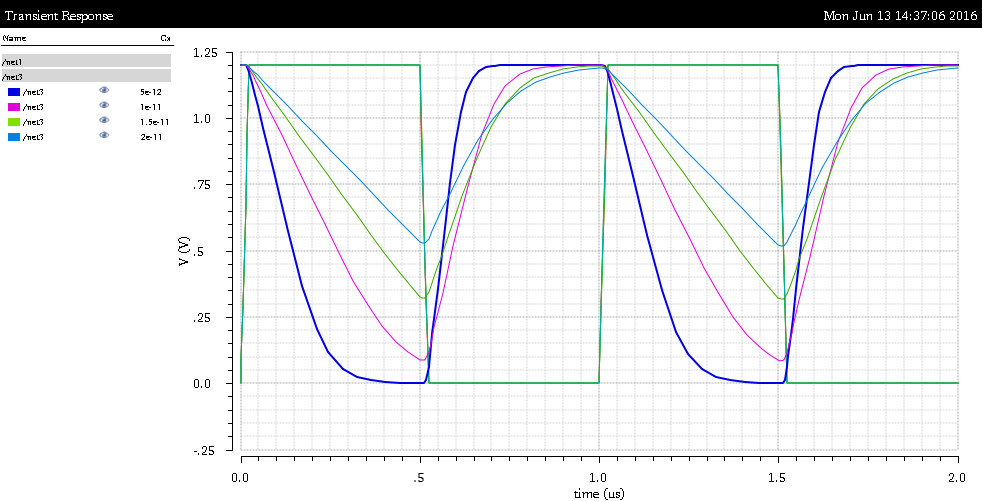 Transient Response Mon Jun 13 14:37:06 2016
Name Cx
/net1
/net3
/net3 5e-12
/net3 1e-11
/net3 1.5e-11
/net3 2e-11
1.25
1.0
.75
.5
.25
0.0
-.25
V (V)
0.0 .5 1.0 1.5 2.0
time (us)